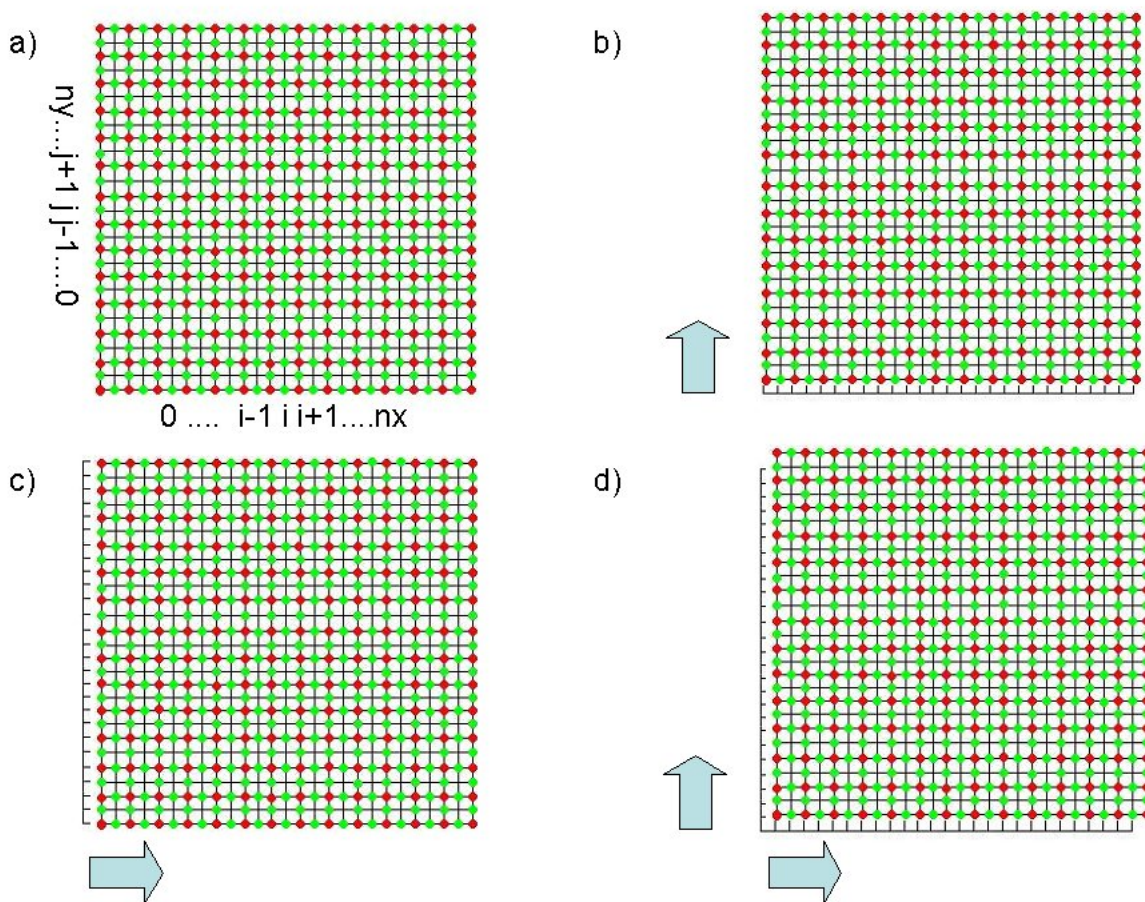 a)
b)
ny....j+1 j j-1....0
0 .... i-1 i i+1....nx
c)
d)